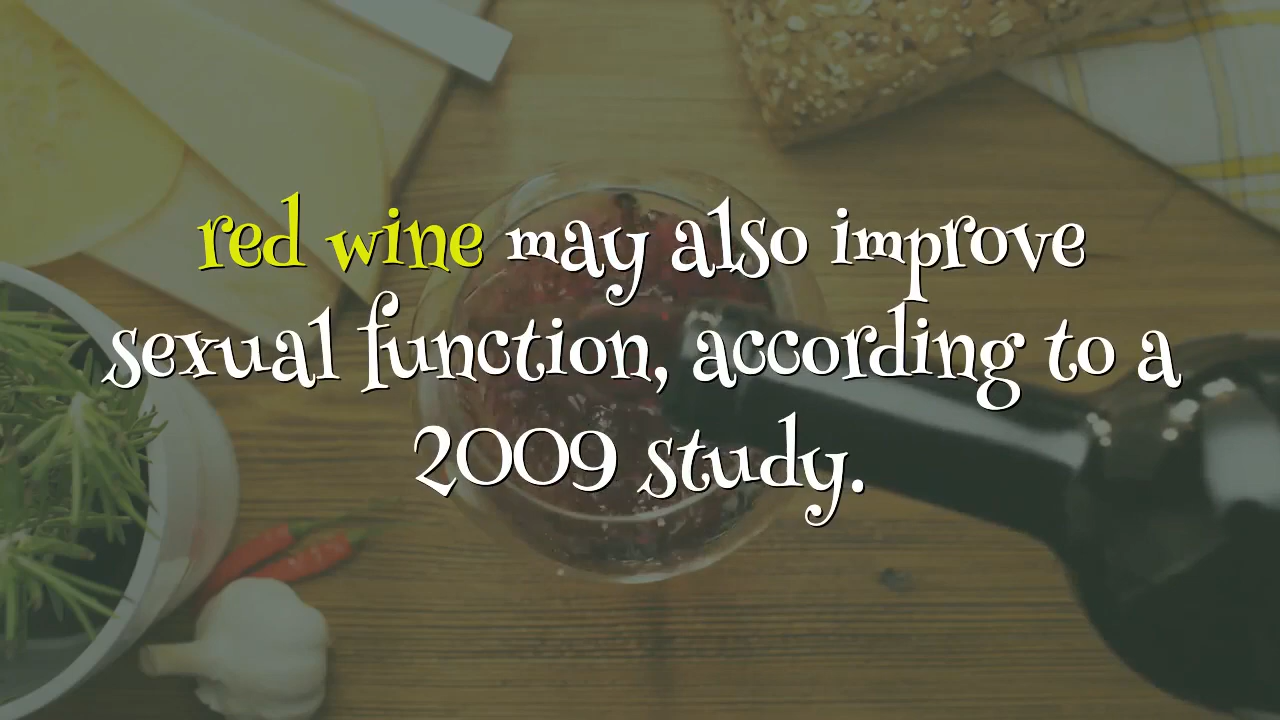 red wine may also improve
sexual function, according to a
2009 study.